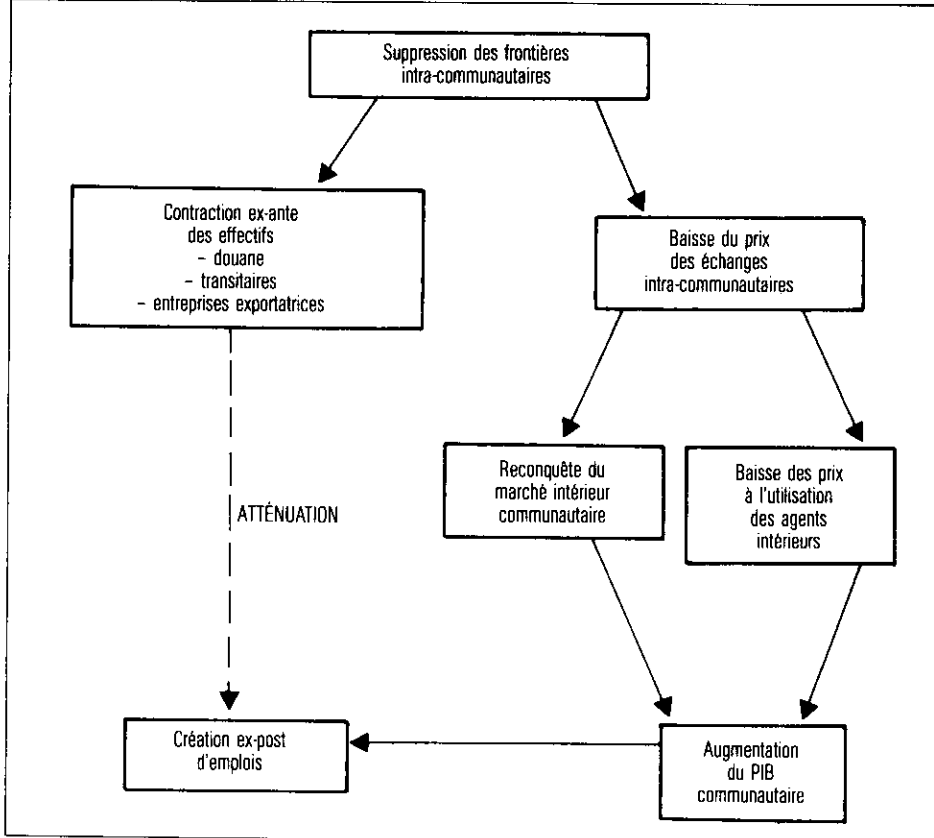 Suppression des frontières
intra-communautaires
Contraction ex-ante
des effectifs
– douane
– transitaires
– entreprises exportatrices
Baisse du prix
des échanges
intra-communautaires
Reconquête du
marché intérieur
communautaire
Baisse des prix
à l'utilisation
des agents
intérieurs
ATTÉNUATION
Création ex-post
d'emplois
Augmentation
du PIB
communautaire